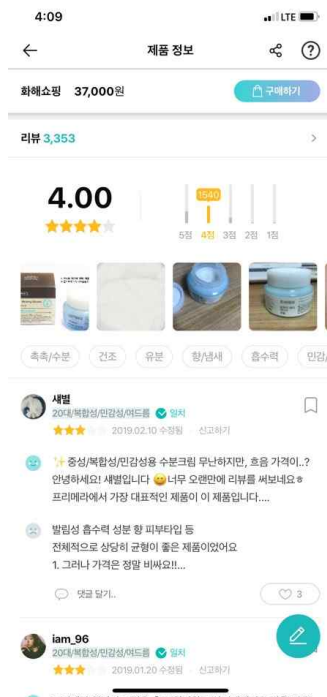 4:09
LTE
제품 정보
화해쇼핑 37,000원
구매하기
리뷰 3,353
4.00
1540
5점 4점 3점 2점 1점
촉촉/수분 건조 유분 향/냄새 흡수력 민감/
섀별
20대/복합성/민감성/여드름 일치
2019.02.10 수정됨 신고하기
✨중성/복합성/민감성용 수분크림 무난하지만, 흐음 가격이..?
안녕하세요! 섀별입니다 😀너무 오랜만에 리뷰를 써보네요ㅎ
프리메라에서 가장 대표적인 제품이 이 제품입니다....
발림성 흡수력 성분 향 피부타입 등
전체적으로 상당히 균형이 좋은 제품이었어요
1. 그러나 가격은 정말 비싸요!!...
댓글 달기..
3
iam_96
20대/복합성/민감성/여드름 일치
2019.01.20 수정됨 신고하기